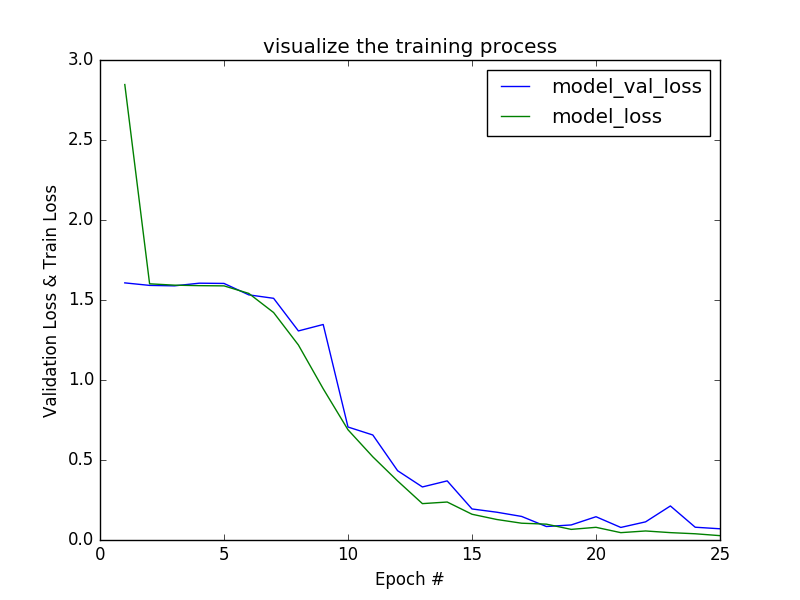 visualize the training process
model_val_loss
model_loss
Validation Loss & Train Loss
3.0
2.5
2.0
1.5
1.0
0.5
0.0
0 5 10 15 20 25
Epoch #